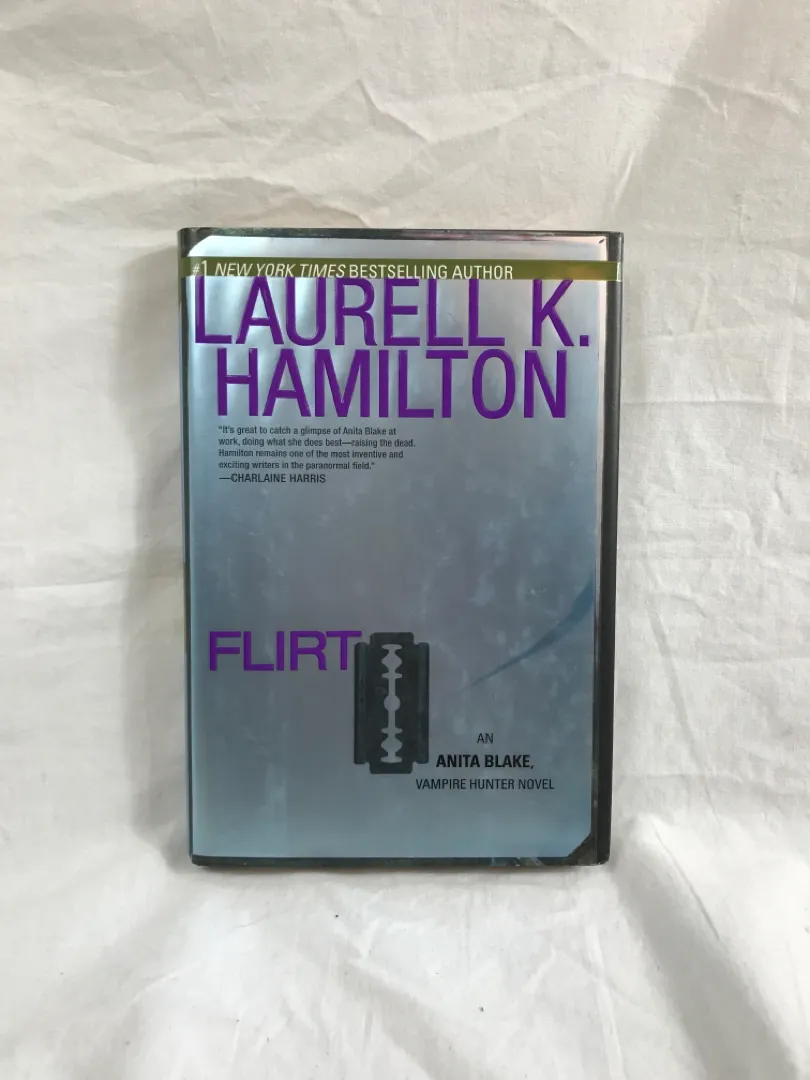 #1 NEW YORK TIMES BESTSELLING AUTHOR
LAURELL K.
HAMILTON
"It's great to catch a glimpse of Anita Blake at
work, doing what she does best—raising the dead.
Hamilton remains one of the most inventive and
exciting writers in the paranormal field."
—CHARLAINE HARRIS
FLIRT
AN
ANITA BLAKE,
VAMPIRE HUNTER NOVEL